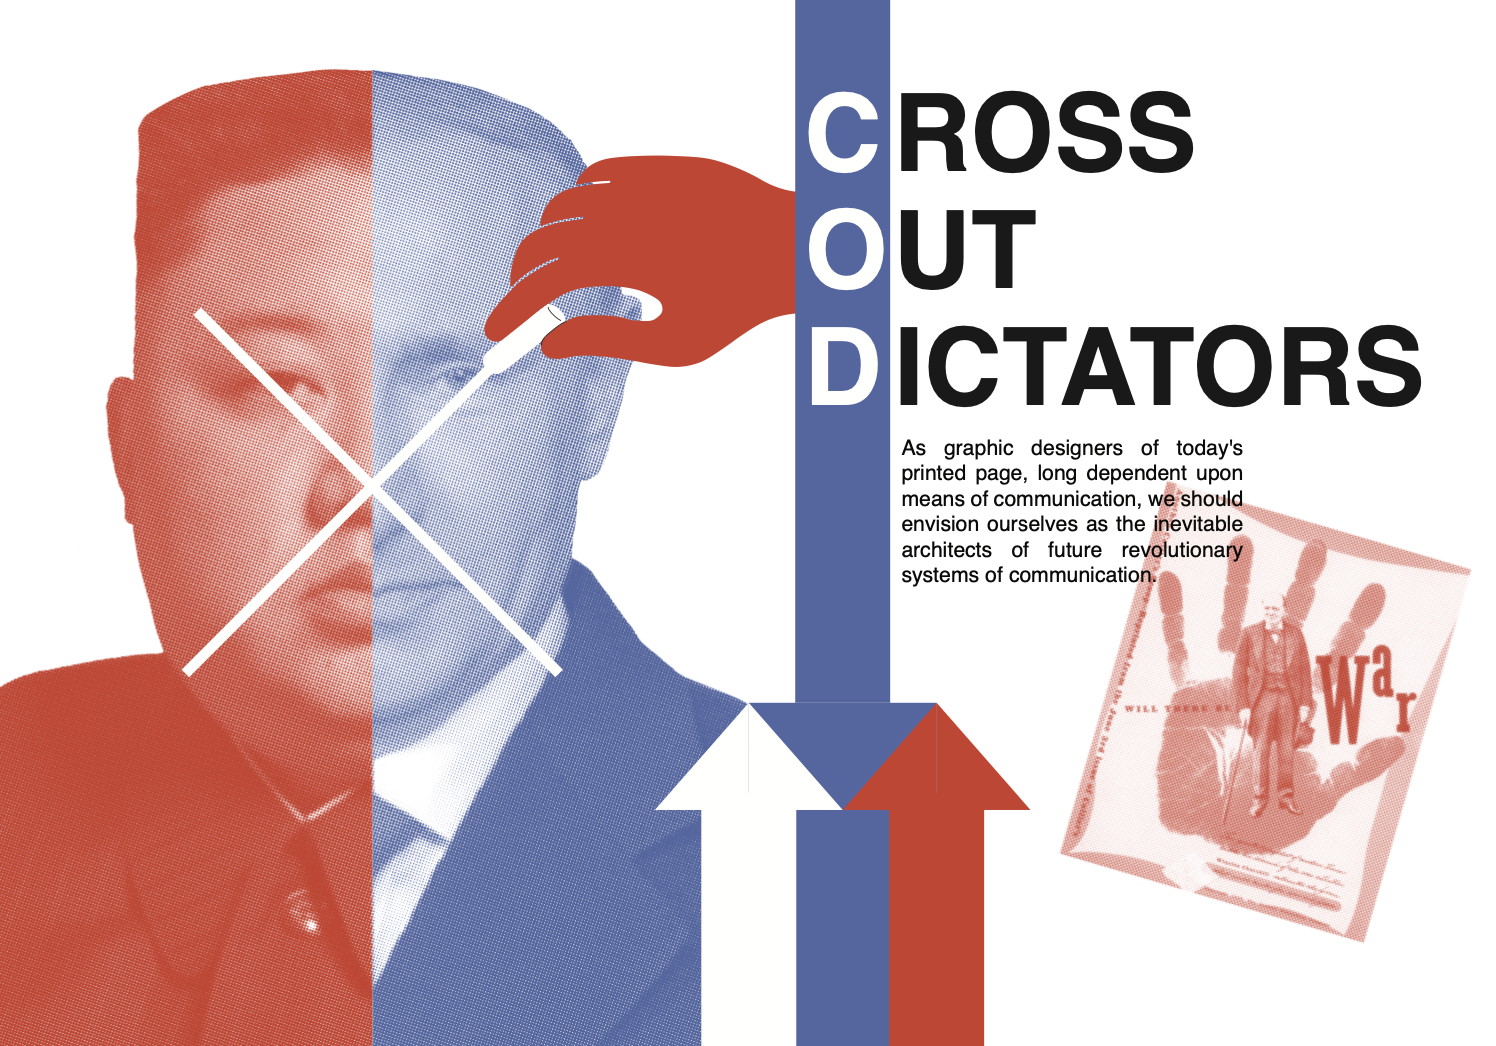 CROSS
OUT
DICTATORS
As graphic designers of today's
printed page, long dependent upon
means of communication, we should
envision ourselves as the inevitable
architects of future revolutionary
systems of communication.
WILL THERE BE
War